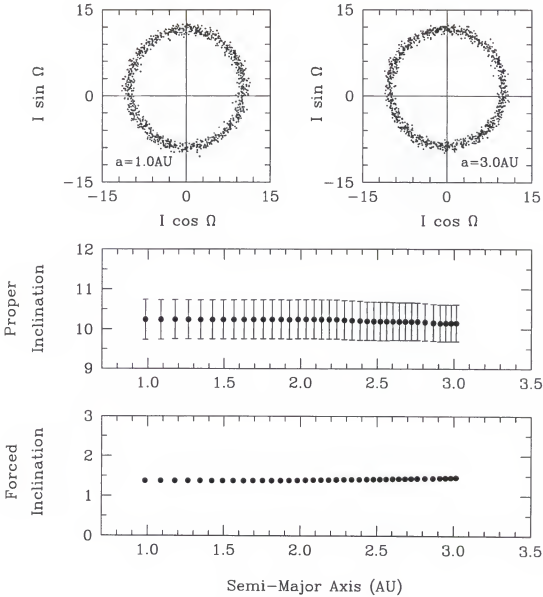 15
15
I sin Ω
0
I sin Ω
0
a=1.0AU
a=3.0AU
−15
−15
−15
0
15
−15
0
15
I cos Ω
I cos Ω
12
Proper
Inclination
11
10
9
1.0
1.5
2.0
2.5
3.0
3.5
3
Forced
Inclination
2
1
0
1.0
1.5
2.0
2.5
3.0
3.5
Semi−Major Axis (AU)